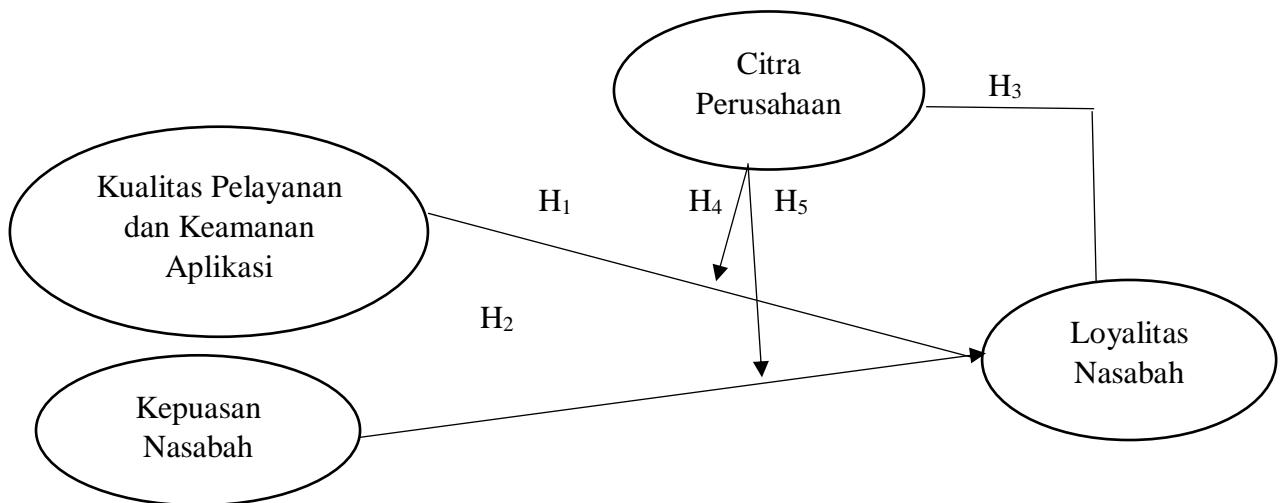 Citra
Perusahaan
H₃
Kualitas Pelayanan
dan Keamanan
Aplikasi
H₁
H₄
H₅
H₂
Loyalitas
Nasabah
Kepuasan
Nasabah